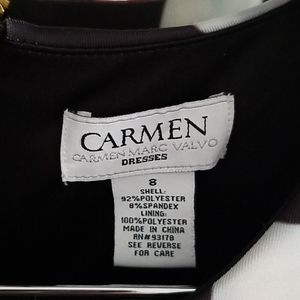 CARMEN
CARMEN MARC VALVO
DRESSES
8
SHELL:
92%POLYESTER
8%SPANDEX
LINING:
100%POLYESTER
MADE IN CHINA
RN#93178
SEE REVERSE
FOR CARE